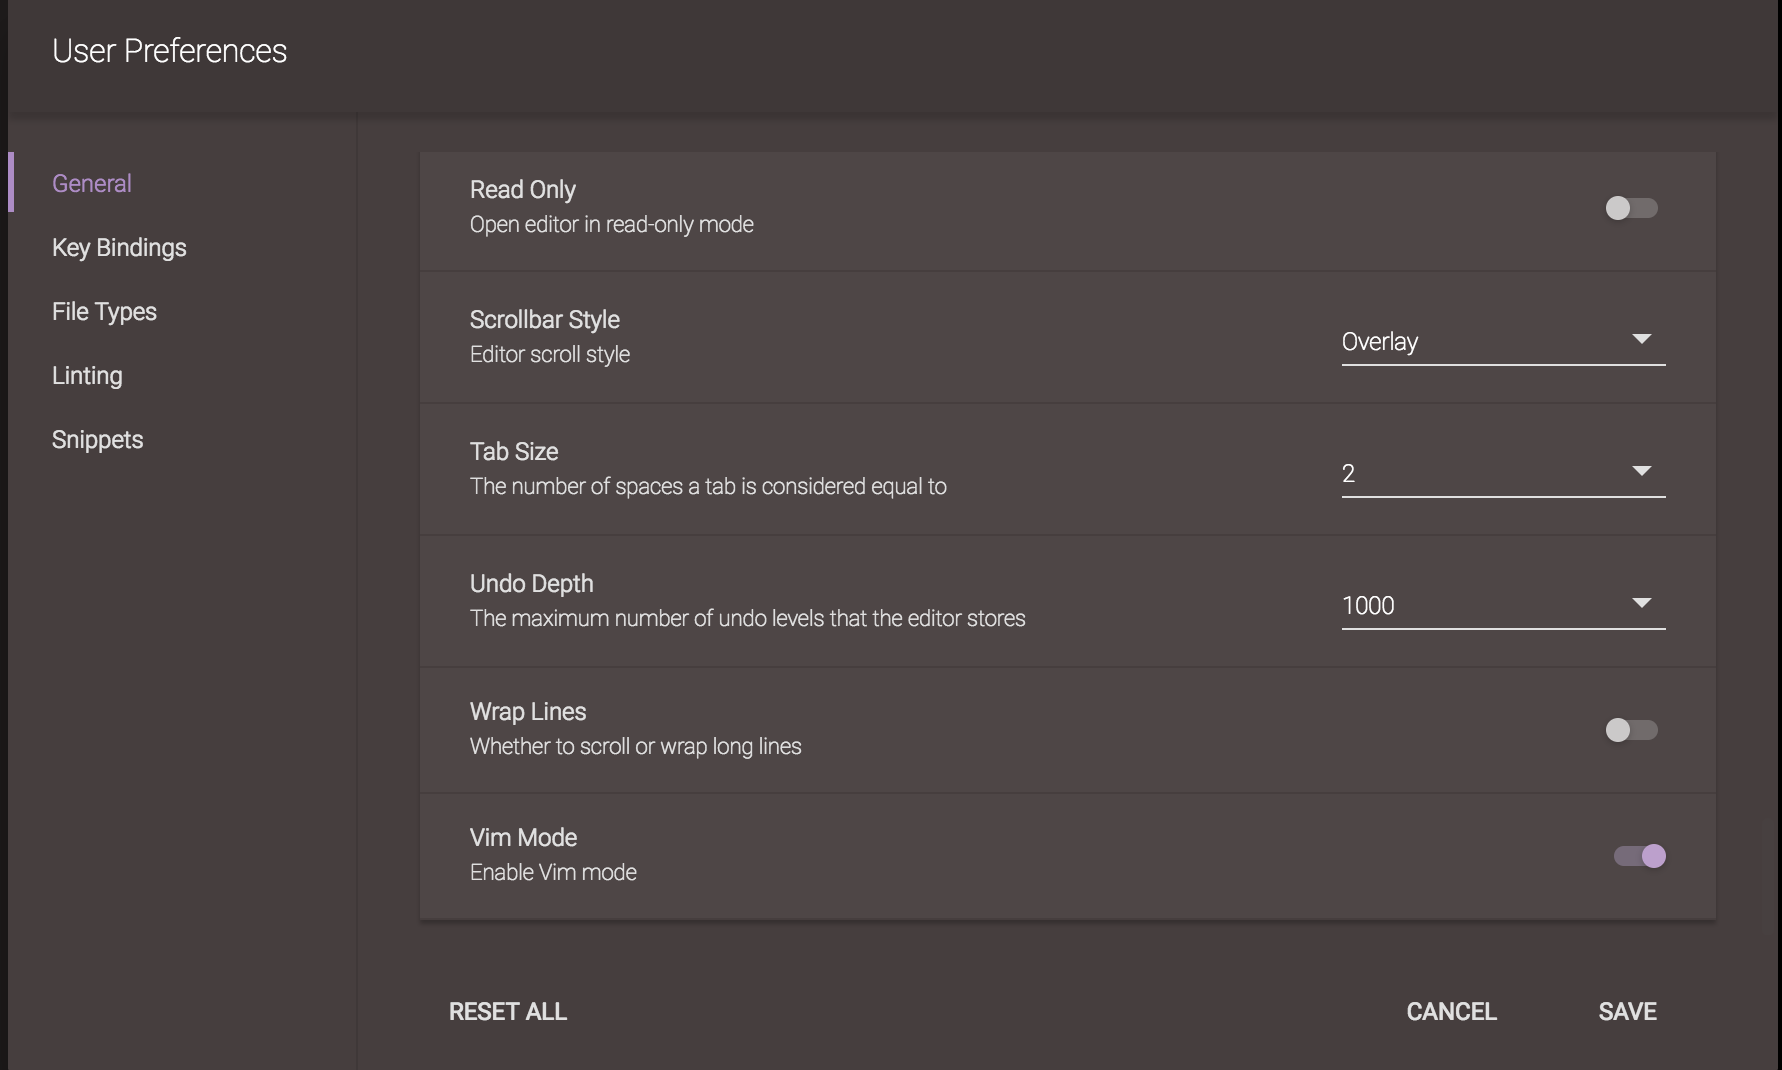 User Preferences
General
Key Bindings
File Types
Linting
Snippets
Read Only
Open editor in read-only mode
Scrollbar Style
Editor scroll style
Overlay
Tab Size
The number of spaces a tab is considered equal to
2
Undo Depth
The maximum number of undo levels that the editor stores
1000
Wrap Lines
Whether to scroll or wrap long lines
Vim Mode
Enable Vim mode
RESET ALL
CANCEL
SAVE